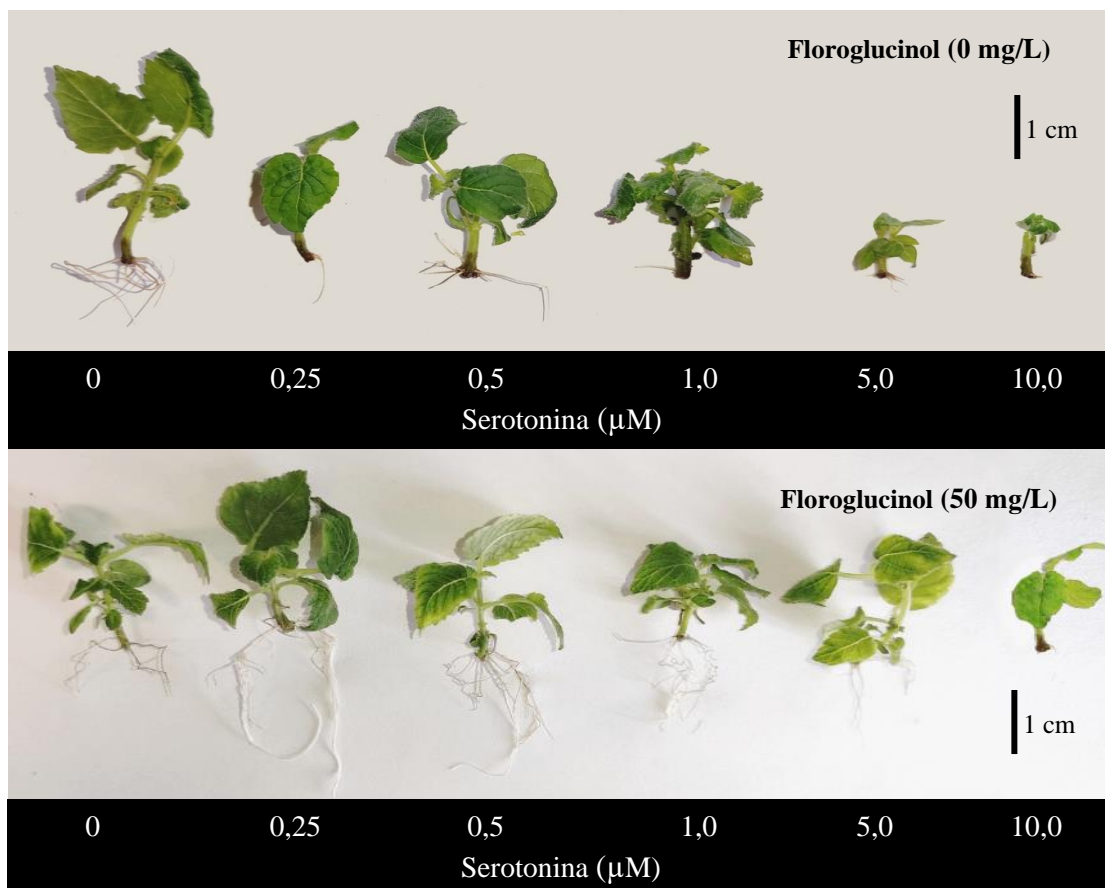 Floroglucinol (0 mg/L)
1 cm
0 0,25 0,5 1,0 5,0 10,0
Serotonina (µM)
Floroglucinol (50 mg/L)
1 cm
0 0,25 0,5 1,0 5,0 10,0
Serotonina (µM)